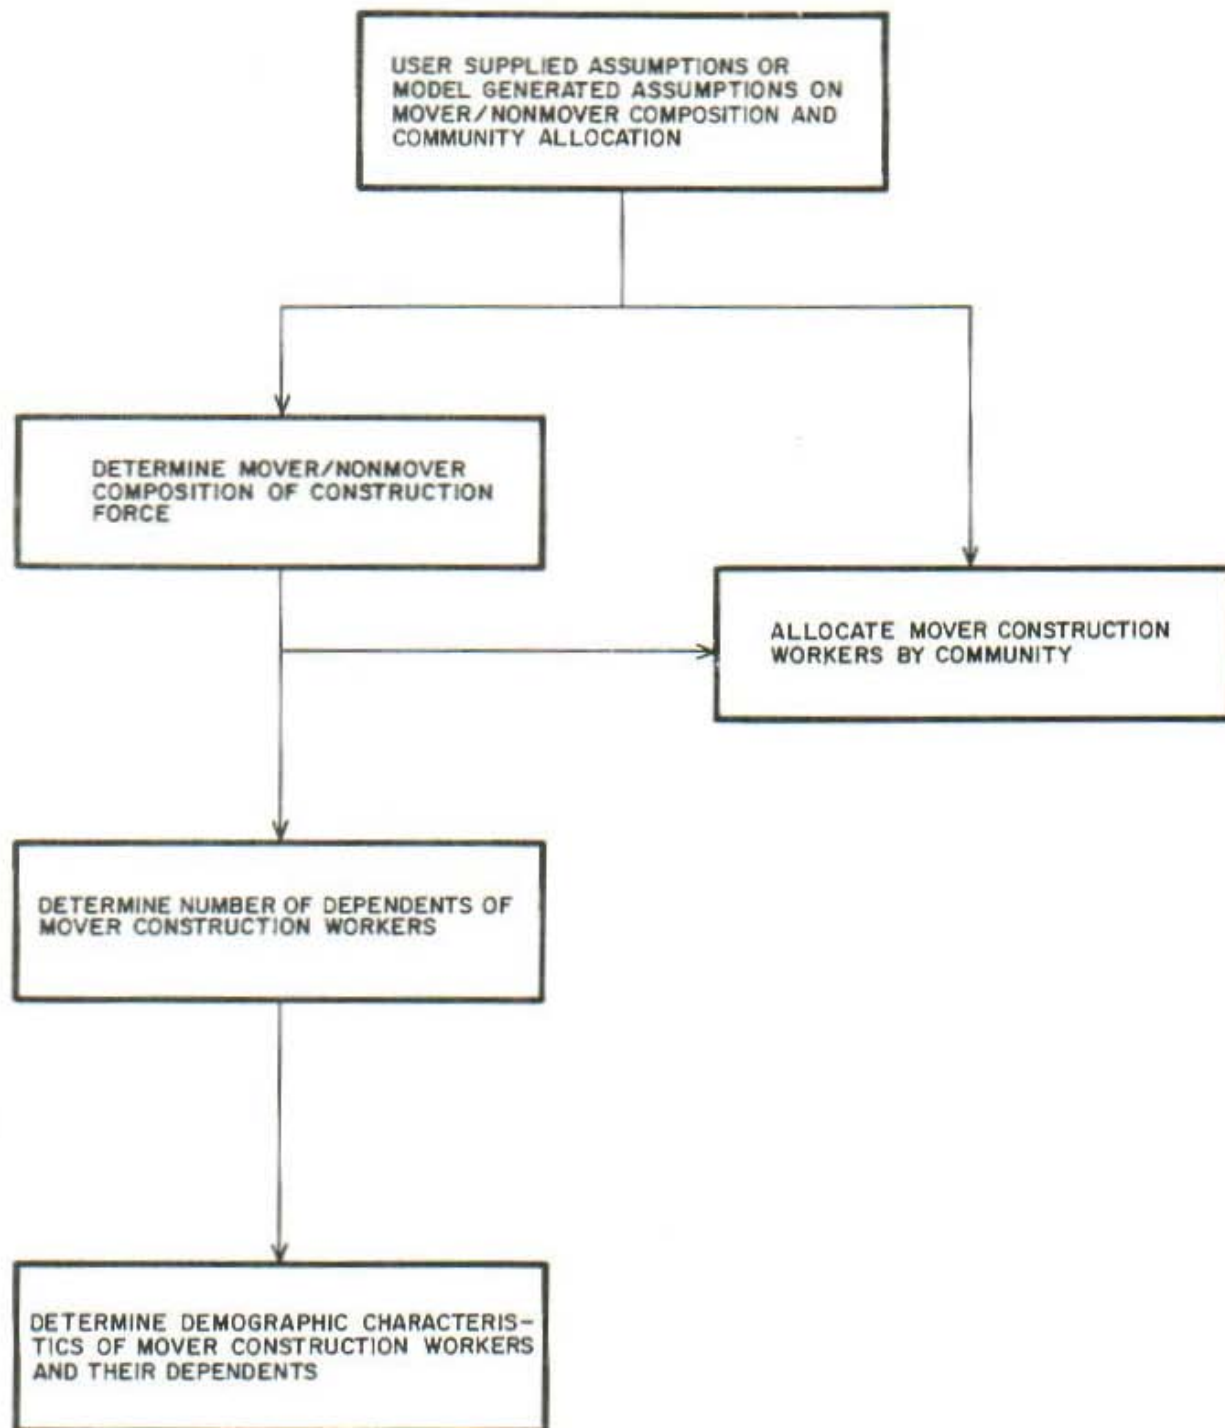 USER SUPPLIED ASSUMPTIONS OR
MODEL GENERATED ASSUMPTIONS ON
MOVER/NONMOVER COMPOSITION AND
COMMUNITY ALLOCATION
DETERMINE MOVER/NONMOVER
COMPOSITION OF CONSTRUCTION
FORCE
ALLOCATE MOVER CONSTRUCTION
WORKERS BY COMMUNITY
DETERMINE NUMBER OF DEPENDENTS OF
MOVER CONSTRUCTION WORKERS
DETERMINE DEMOGRAPHIC CHARACTERIS-
TICS OF MOVER CONSTRUCTION WORKERS
AND THEIR DEPENDENTS